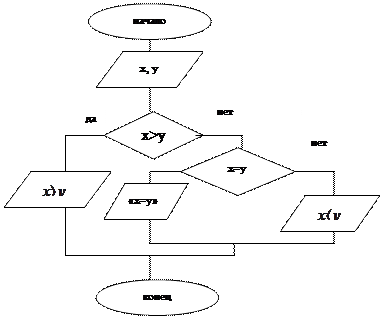 начало
x, y
да
нет
x>y
x=y
нет
x⟩y
«x=y»
x⟨y
конец